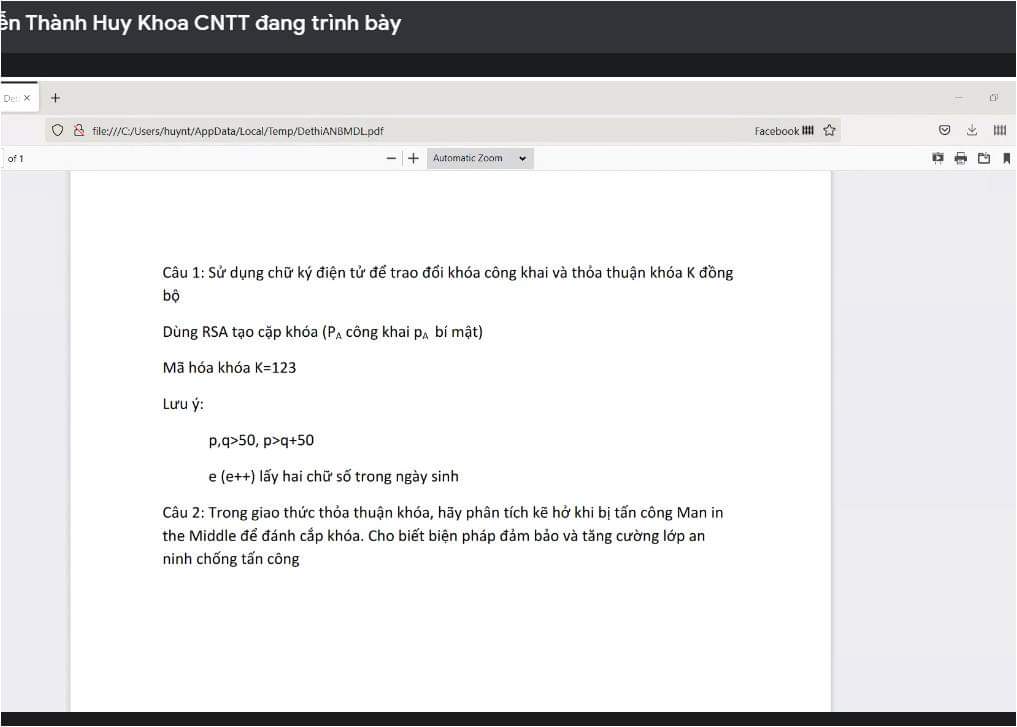 ễn Thành Huy Khoa CNTT đang trình bày
De
file:///C:/Users/huynt/AppData/Local/Temp/DethiANBMDL.pdf
Facebook
of 1
Automatic Zoom
Câu 1: Sử dụng chữ ký điện tử để trao đổi khóa công khai và thỏa thuận khóa K đồng
bộ
Dùng RSA tạo cặp khóa (PA công khai pA bí mật)
Mã hóa khóa K=123
Lưu ý:
p,q>50, p>q+50
e (e++) lấy hai chữ số trong ngày sinh
Câu 2: Trong giao thức thỏa thuận khóa, hãy phân tích kẽ hở khi bị tấn công Man in
the Middle để đánh cắp khóa. Cho biết biện pháp đảm bảo và tăng cường lớp an
ninh chống tấn công